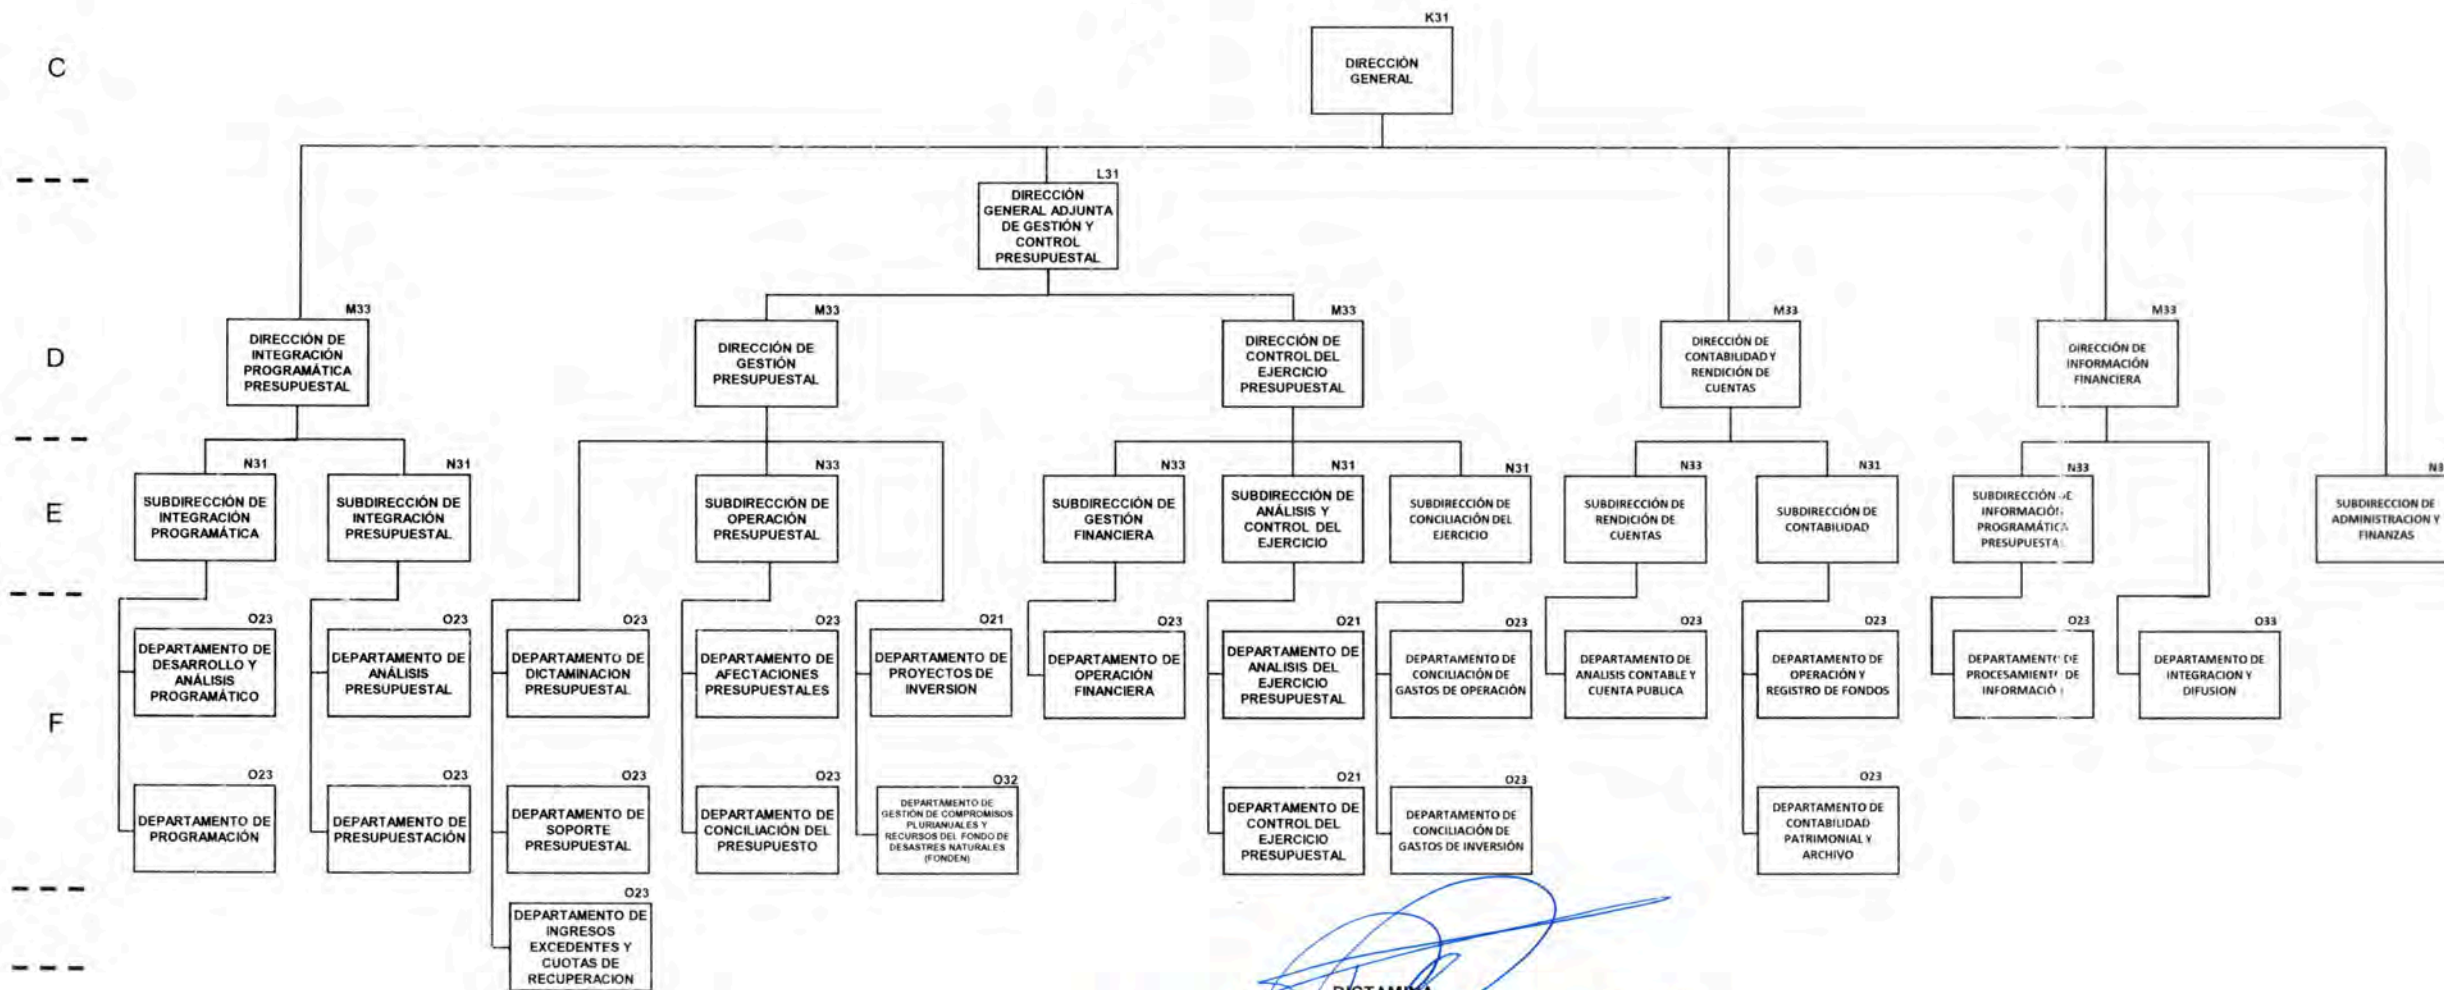 K31
C
DIRECCIÓN
GENERAL
L31
DIRECCIÓN
GENERAL ADJUNTA
DE GESTIÓN Y
CONTROL
PRESUPUESTAL
D
M33
DIRECCIÓN DE
INTEGRACIÓN
PROGRAMÁTICA
PRESUPUESTAL
M33
DIRECCIÓN DE
GESTIÓN
PRESUPUESTAL
M33
DIRECCIÓN DE
CONTROL DEL
EJERCICIO
PRESUPUESTAL
M33
DIRECCIÓN DE
CONTABILIDAD Y
RENDICIÓN DE
CUENTAS
M33
DIRECCIÓN DE
INFORMACIÓN
FINANCIERA
E
N31
SUBDIRECCIÓN DE
INTEGRACIÓN
PROGRAMÁTICA
N31
SUBDIRECCIÓN DE
INTEGRACIÓN
PRESUPUESTAL
N33
SUBDIRECCIÓN DE
OPERACIÓN
PRESUPUESTAL
N33
SUBDIRECCIÓN DE
GESTIÓN
FINANCIERA
N31
SUBDIRECCIÓN DE
ANÁLISIS Y
CONTROL DEL
EJERCICIO
N31
SUBDIRECCIÓN DE
CONCILIACIÓN DEL
EJERCICIO
N33
SUBDIRECCIÓN DE
RENDICIÓN DE
CUENTAS
N31
SUBDIRECCIÓN DE
CONTABILIDAD
N33
SUBDIRECCIÓN DE
INFORMACIÓN
PROGRAMÁTICA
PRESUPUESTA
N3
SUBDIRECCION DE
ADMINISTRACION Y
FINANZAS
F
O23
DEPARTAMENTO DE
DESARROLLO Y
ANÁLISIS
PROGRAMÁTICO
O23
DEPARTAMENTO DE
ANÁLISIS
PRESUPUESTAL
O23
DEPARTAMENTO DE
DICTAMINACION
PRESUPUESTAL
O23
DEPARTAMENTO DE
AFECTACIONES
PRESUPUESTALES
O21
DEPARTAMENTO DE
PROYECTOS DE
INVERSION
O23
DEPARTAMENTO DE
OPERACIÓN
FINANCIERA
O21
DEPARTAMENTO DE
ANALISIS DEL
EJERCICIO
PRESUPUESTAL
O23
DEPARTAMENTO DE
CONCILIACIÓN DE
GASTOS DE OPERACIÓN
O23
DEPARTAMENTO DE
ANALISIS CONTABLE Y
CUENTA PUBLICA
O23
DEPARTAMENTO DE
OPERACIÓN Y
REGISTRO DE FONDOS
O23
DEPARTAMENTO DE
PROCESAMIENTO DE
INFORMACIÓ
O33
DEPARTAMENTO DE
INTEGRACION Y
DIFUSION
O23
DEPARTAMENTO DE
PROGRAMACIÓN
O23
DEPARTAMENTO DE
PRESUPUESTACIÓN
O23
DEPARTAMENTO DE
SOPORTE
PRESUPUESTAL
O23
DEPARTAMENTO DE
CONCILIACIÓN DEL
PRESUPUESTO
O32
DEPARTAMENTO DE
GESTIÓN DE COMPROMISOS
PLURIANUALES Y
RECURSOS DEL FONDO DE
DESASTRES NATURALES
(FONDEN)
O21
DEPARTAMENTO DE
CONTROL DEL
EJERCICIO
PRESUPUESTAL
O23
DEPARTAMENTO DE
CONCILIACIÓN DE
GASTOS DE INVERSIÓN
O23
DEPARTAMENTO DE
CONTABILIDAD
PATRIMONIAL Y
ARCHIVO
O23
DEPARTAMENTO DE
INGRESOS
EXCEDENTES Y
CUOTAS DE
RECUPERACION
DICTAMINA